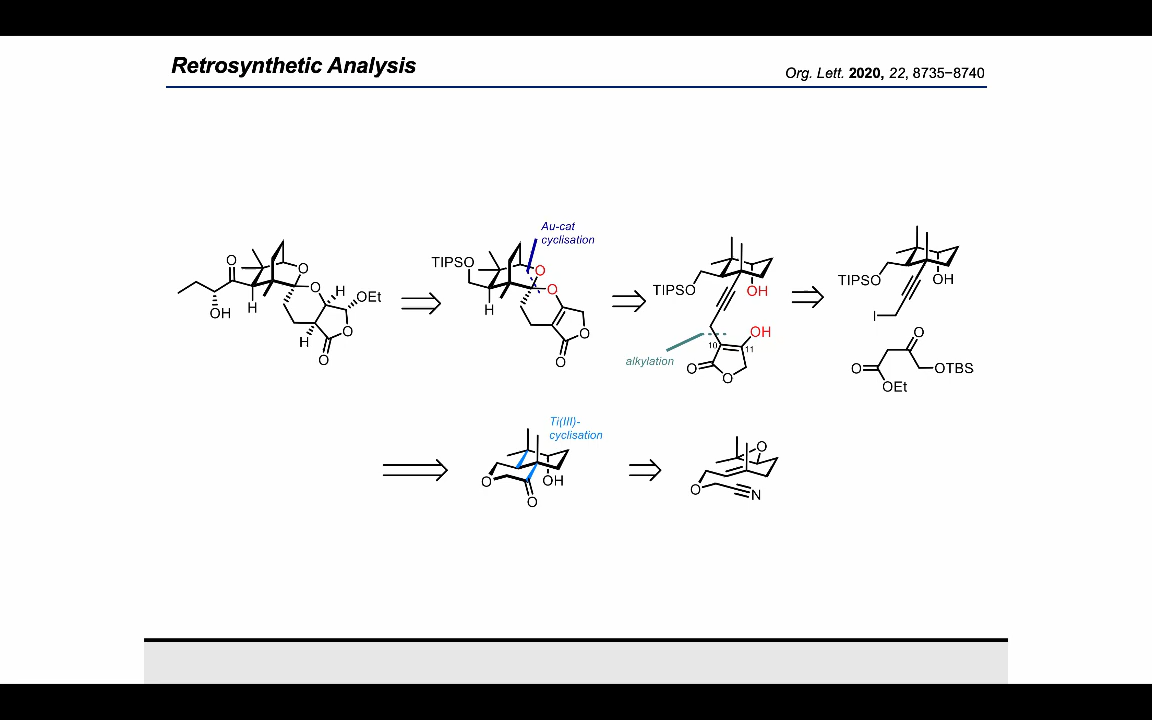 Retrosynthetic Analysis
Org. Lett. 2020, 22, 8735−8740
Au-cat
cyclisation
O
O
H
OH
O
H
OEt
H
O
O
TIPSO
O
O
H
O
O
TIPSO
OH
alkylation
10
11
OH
O
O
TIPSO
OH
I
O
O
OEt
OTBS
Ti(III)-
cyclisation
O
OH
O
O
O
N